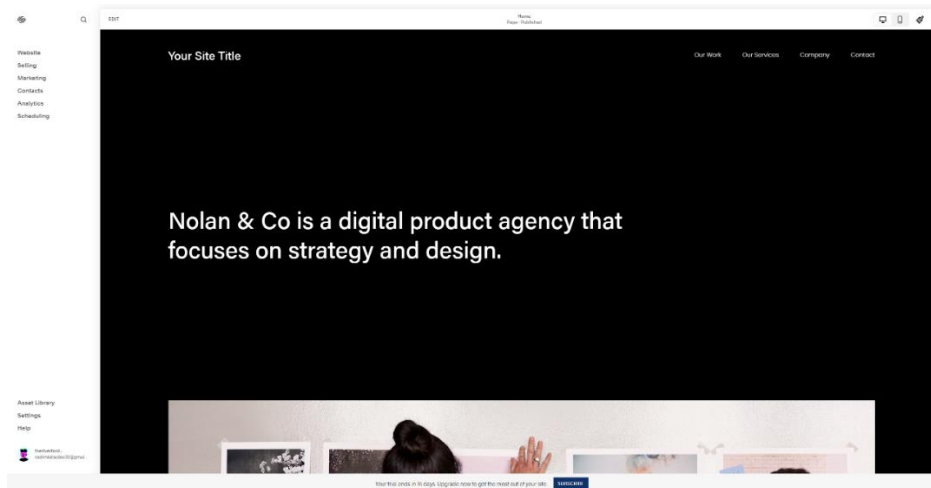 EDIT
Home
Page · Published
Website
Selling
Marketing
Contacts
Analytics
Scheduling
Your Site Title
Our Work
Our Services
Company
Contact
Nolan & Co is a digital product agency that
focuses on strategy and design.
Asset Library
Settings
Help
Your trial ends in 14 days. Upgrade now to get the most out of your site.
SUBSCRIBE